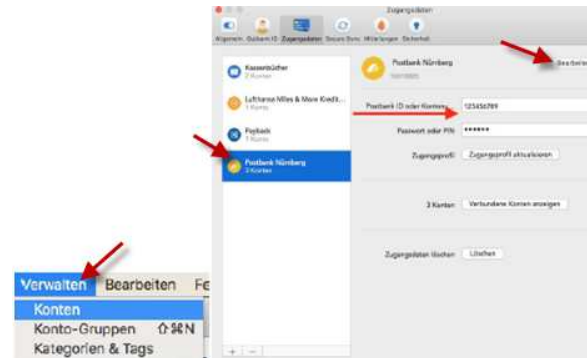 Zugangsdaten
Allgemein Outbank ID Zugangsdaten Secure Sync Mitteilungen Sicherheit
Kassenbücher
2 Konten
Lufthansa Miles & More Kredit...
1 Konto
Payback
1 Konto
Postbank Nürnberg
3 Konten
Postbank Nürnberg
Bearbeiten
Postbank ID oder Kontonu
123456789
Passwort oder PIN
Zugangsprofil
Zugangsprofil aktualisieren
3 Konten
Verbundene Konten anzeigen
Zugangsdaten löschen
Löschen
+ −
Verwalten Bearbeiten Fe
Konten
Konto-Gruppen ⇧⌘N
Kategorien & Tags